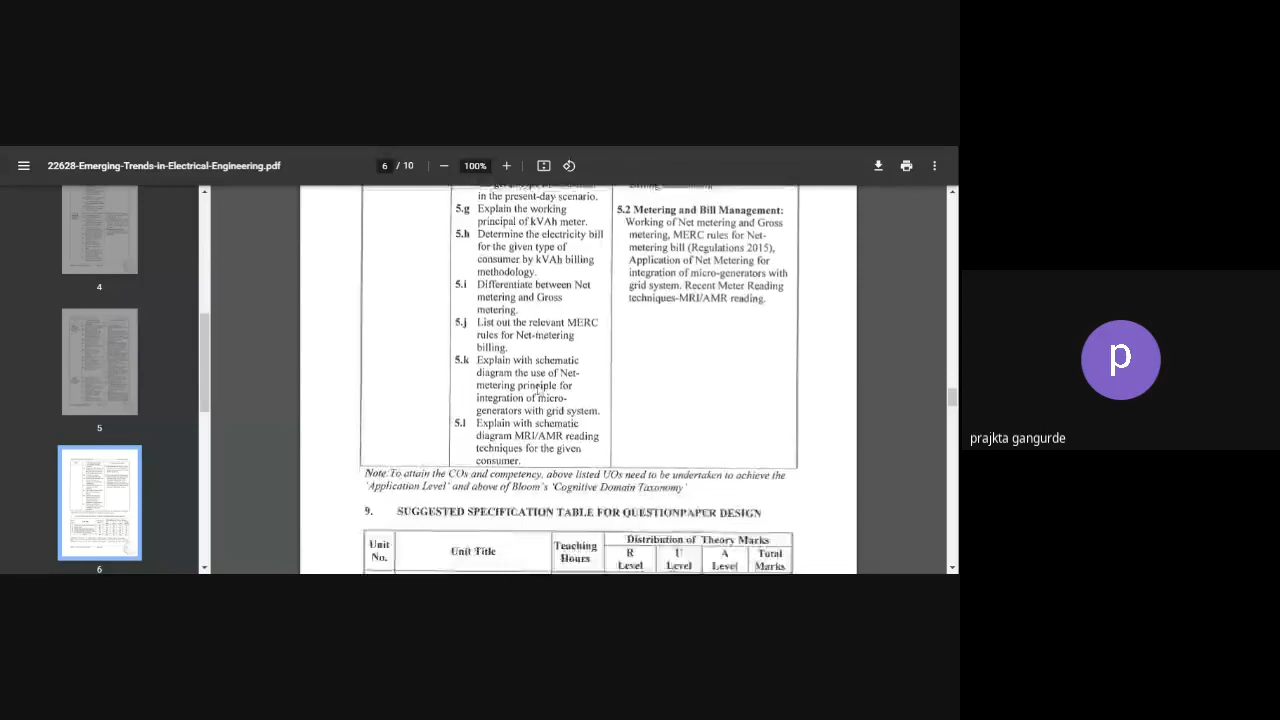 22628-Emerging-Trends-in-Electrical-Engineering.pdf
6 / 10
100%
4
5
6
in the present-day scenario.
5.g Explain the working
principal of kVAh meter.
5.h Determine the electricity bill
for the given type of
consumer by kVAh billing
methodology.
5.i Differentiate between Net
metering and Gross
metering.
5.j List out the relevant MERC
rules for Net-metering
billing.
5.k Explain with schematic
diagram the use of Net-
metering principle for
integration of micro-
generators with grid system.
5.l Explain with schematic
diagram MRI/AMR reading
techniques for the given
consumer.
5.2 Metering and Bill Management:
Working of Net metering and Gross
metering, MERC rules for Net-
metering bill (Regulations 2015),
Application of Net Metering for
integration of micro-generators with
grid system. Recent Meter Reading
techniques-MRI/AMR reading.
Note: To attain the COs and competency, above listed UOs need to be undertaken to achieve the
'Application Level' and above of Bloom's 'Cognitive Domain Taxonomy'
9. SUGGESTED SPECIFICATION TABLE FOR QUESTIONPAPER DESIGN
Unit No.
Unit Title
Teaching Hours
Distribution of Theory Marks
R Level
U Level
A Level
Total Marks
p
prajkta gangurde